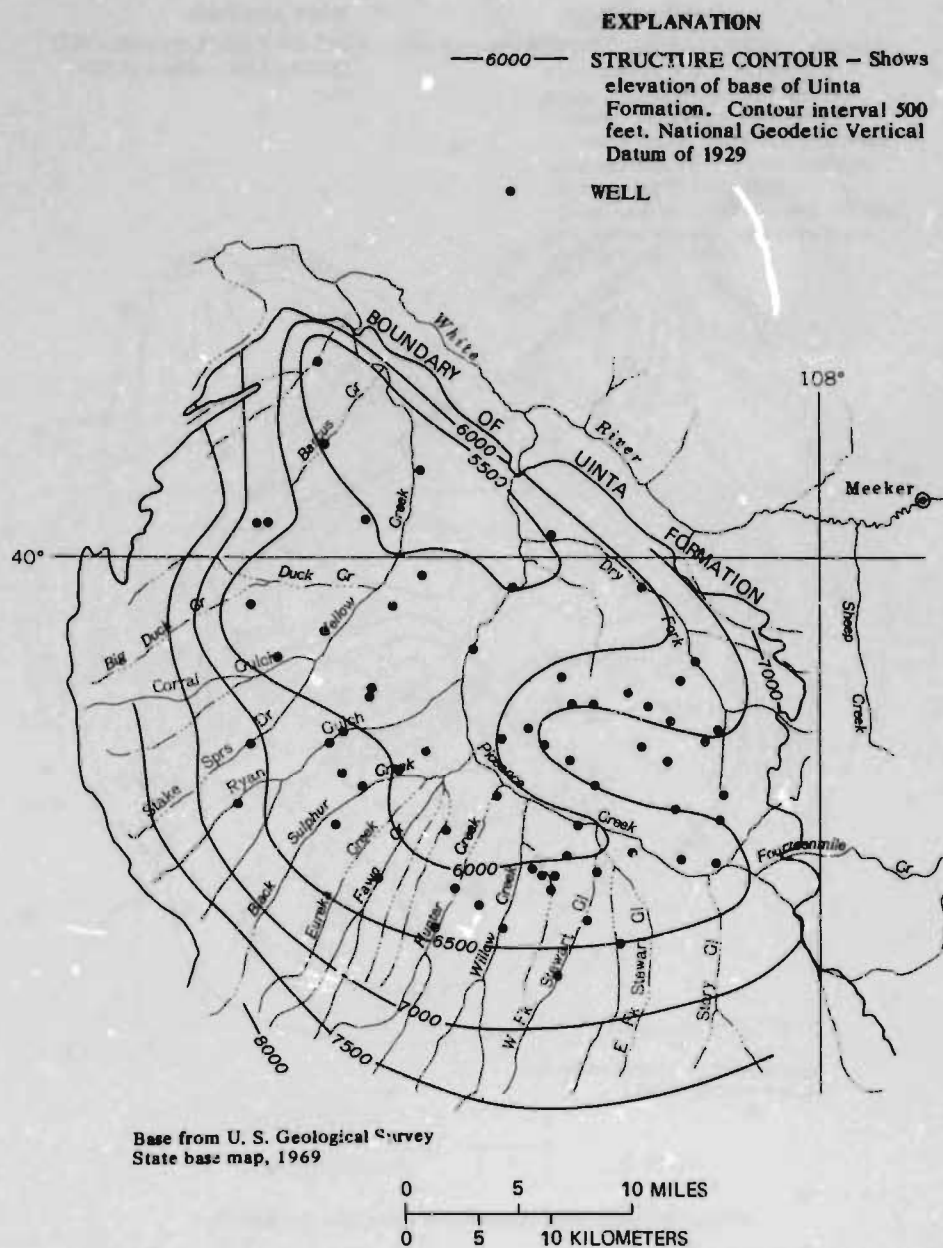 EXPLANATION
—6000— STRUCTURE CONTOUR – Shows
elevation of base of Uinta
Formation. Contour interval 500
feet. National Geodetic Vertical
Datum of 1929
• WELL
White
River
BOUNDARY
OF
UINTA
FORMATION
108°
Meeker
40°
6000
5500
Creek
Duck Cr
Dry
Fork
Big Duck Cr
Yellow
Sheep
Creek
7000
Corral Gulch
Stake
Sprs
Cr
Ryan
Gulch
Piceance
Creek
Black
Sulphur
Creek
Eureka
Creek
Fawn
Cr
Hunter
Creek
Willow
Creek
6000
Fourteenmile
Cr
6500
W Fk
Stewart
Gl
E Fk
Stewart
Gl
Story
Gl
7000
7500
8000
Base from U. S. Geological Survey
State base map, 1969
0 5 10 MILES
0 5 10 KILOMETERS